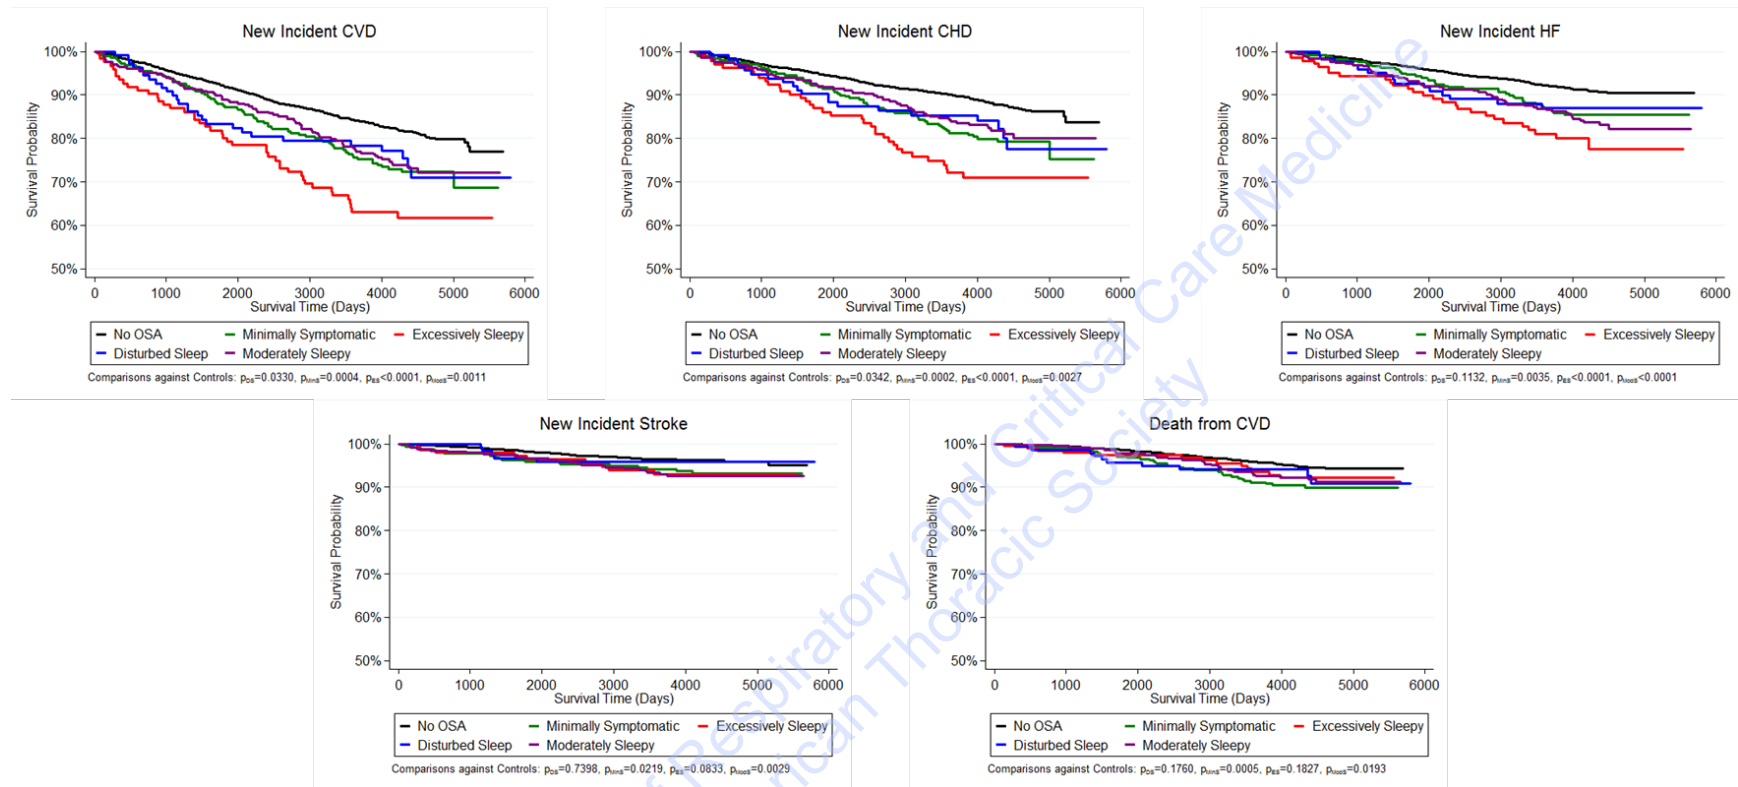 New Incident CVD
100%
90%
80%
70%
60%
50%
Survival Probability
0 1000 2000 3000 4000 5000 6000
Survival Time (Days)
No OSA Minimally Symptomatic Excessively Sleepy
Disturbed Sleep Moderately Sleepy
Comparisons against Controls: pDS=0.0330, pMinS=0.0004, pES<0.0001, pModS=0.0011
New Incident CHD
100%
90%
80%
70%
60%
50%
Survival Probability
0 1000 2000 3000 4000 5000 6000
Survival Time (Days)
No OSA Minimally Symptomatic Excessively Sleepy
Disturbed Sleep Moderately Sleepy
Comparisons against Controls: pDS=0.0342, pMinS=0.0002, pES<0.0001, pModS=0.0027
New Incident HF
100%
90%
80%
70%
60%
50%
Survival Probability
0 1000 2000 3000 4000 5000 6000
Survival Time (Days)
No OSA Minimally Symptomatic Excessively Sleepy
Disturbed Sleep Moderately Sleepy
Comparisons against Controls: pDS=0.1132, pMinS=0.0035, pES<0.0001, pModS<0.0001
New Incident Stroke
100%
90%
80%
70%
60%
50%
Survival Probability
0 1000 2000 3000 4000 5000 6000
Survival Time (Days)
No OSA Minimally Symptomatic Excessively Sleepy
Disturbed Sleep Moderately Sleepy
Comparisons against Controls: pDS=0.7398, pMinS=0.0219, pES=0.0833, pModS=0.0029
Death from CVD
100%
90%
80%
70%
60%
50%
Survival Probability
0 1000 2000 3000 4000 5000 6000
Survival Time (Days)
No OSA Minimally Symptomatic Excessively Sleepy
Disturbed Sleep Moderately Sleepy
Comparisons against Controls: pDS=0.1760, pMinS=0.0005, pES=0.1827, pModS=0.0193
of Respiratory and Critical Care Medicine
rican Thoracic Society